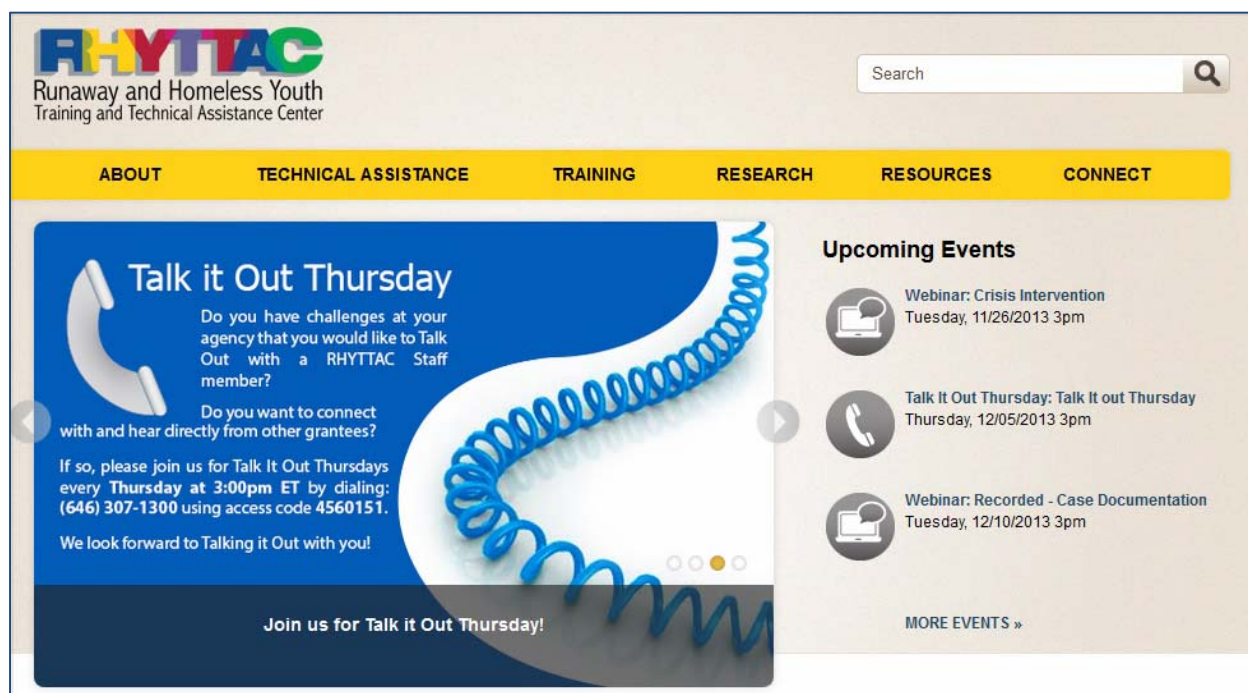 RHYTTAC
Runaway and Homeless Youth
Training and Technical Assistance Center
Search
ABOUT TECHNICAL ASSISTANCE TRAINING RESEARCH RESOURCES CONNECT
Talk it Out Thursday
Do you have challenges at your
agency that you would like to Talk
Out with a RHYTTAC Staff
member?
Do you want to connect
with and hear directly from other grantees?
If so, please join us for Talk It Out Thursdays
every Thursday at 3:00pm ET by dialing:
(646) 307-1300 using access code 4560151.
We look forward to Talking it Out with you!
Join us for Talk it Out Thursday!
Upcoming Events
Webinar: Crisis Intervention
Tuesday, 11/26/2013 3pm
Talk It Out Thursday: Talk It out Thursday
Thursday, 12/05/2013 3pm
Webinar: Recorded - Case Documentation
Tuesday, 12/10/2013 3pm
MORE EVENTS »